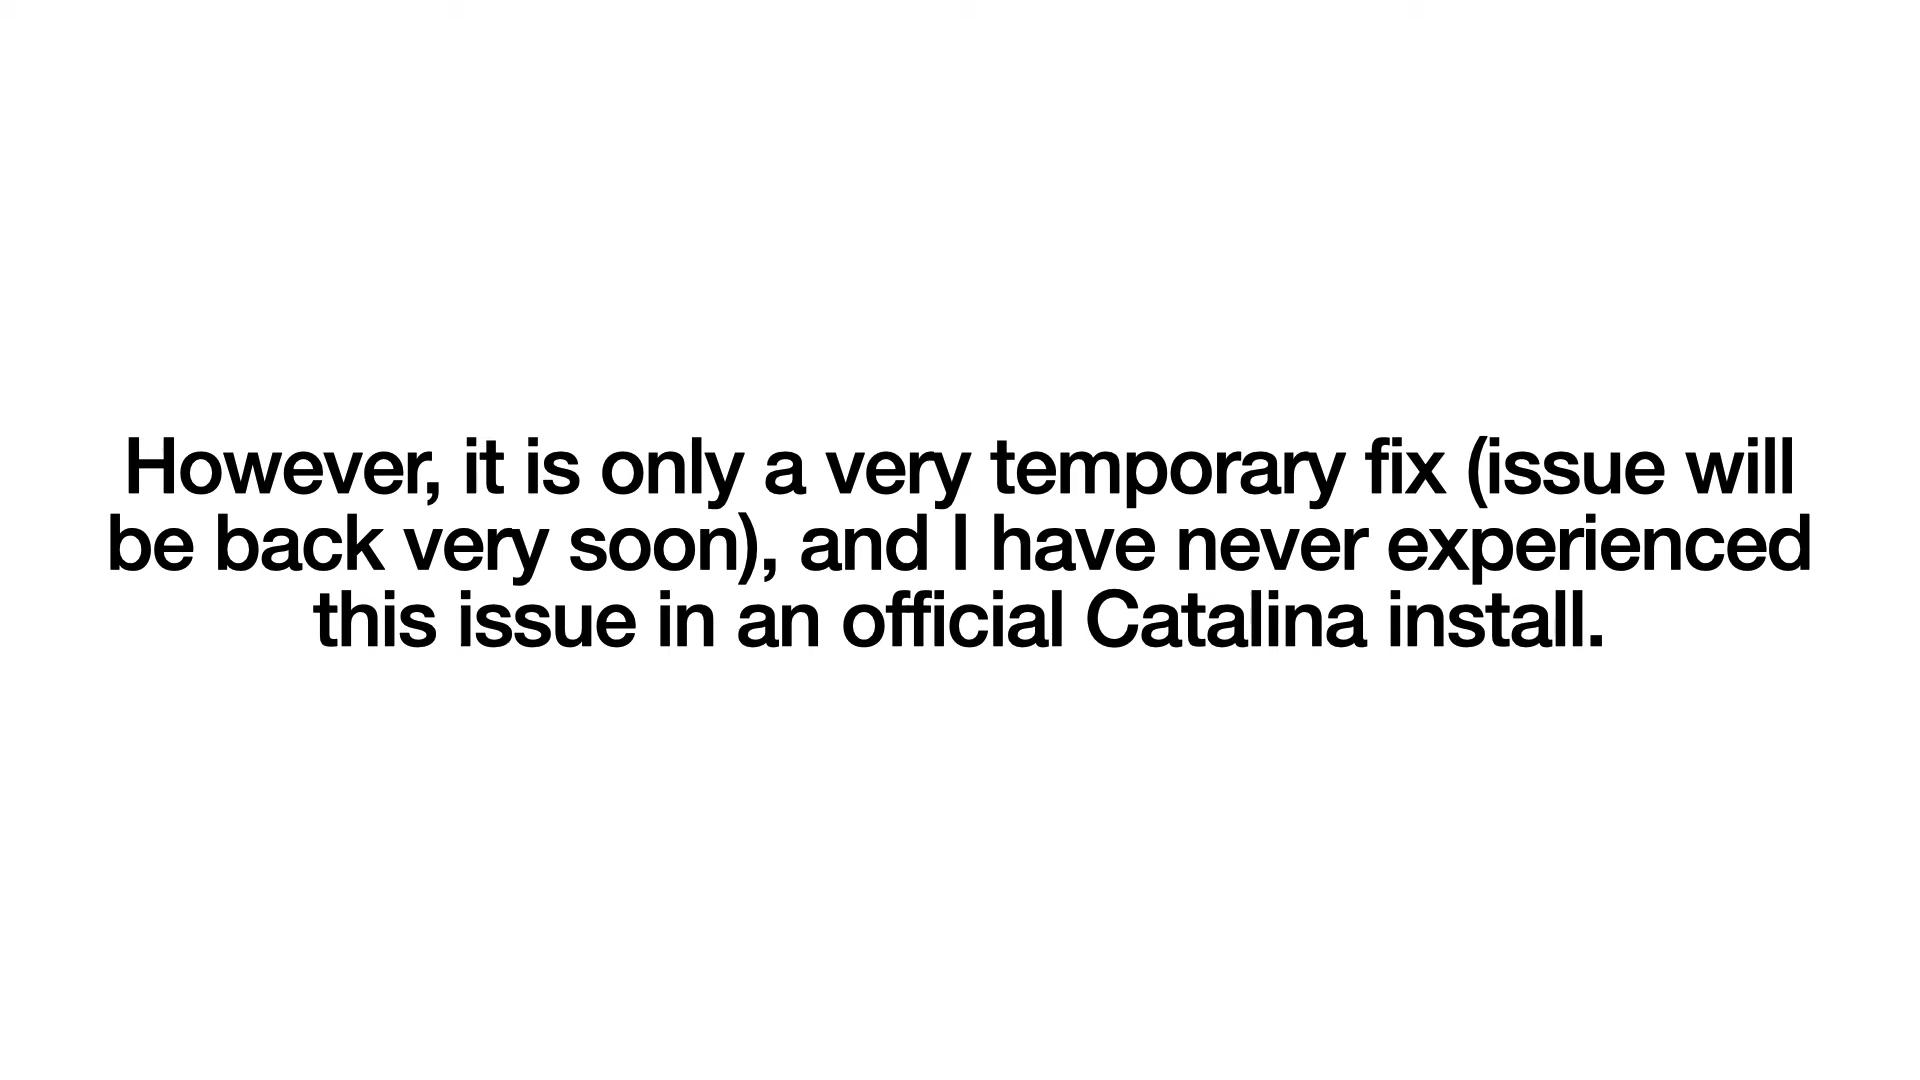 However, it is only a very temporary fix (issue will
be back very soon), and I have never experienced
this issue in an official Catalina install.